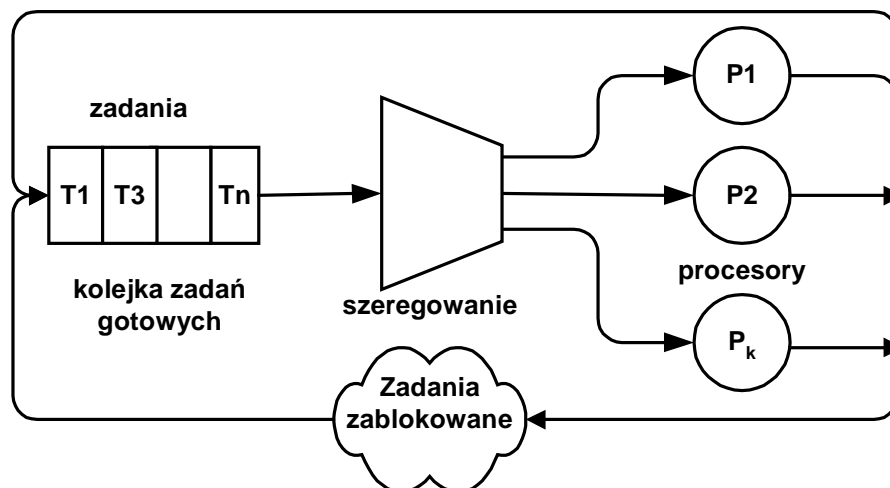 zadania
T1 T3 Tn
kolejka zadań
gotowych
szeregowanie
P1
P2
procesory
Pk
Zadania
zablokowane